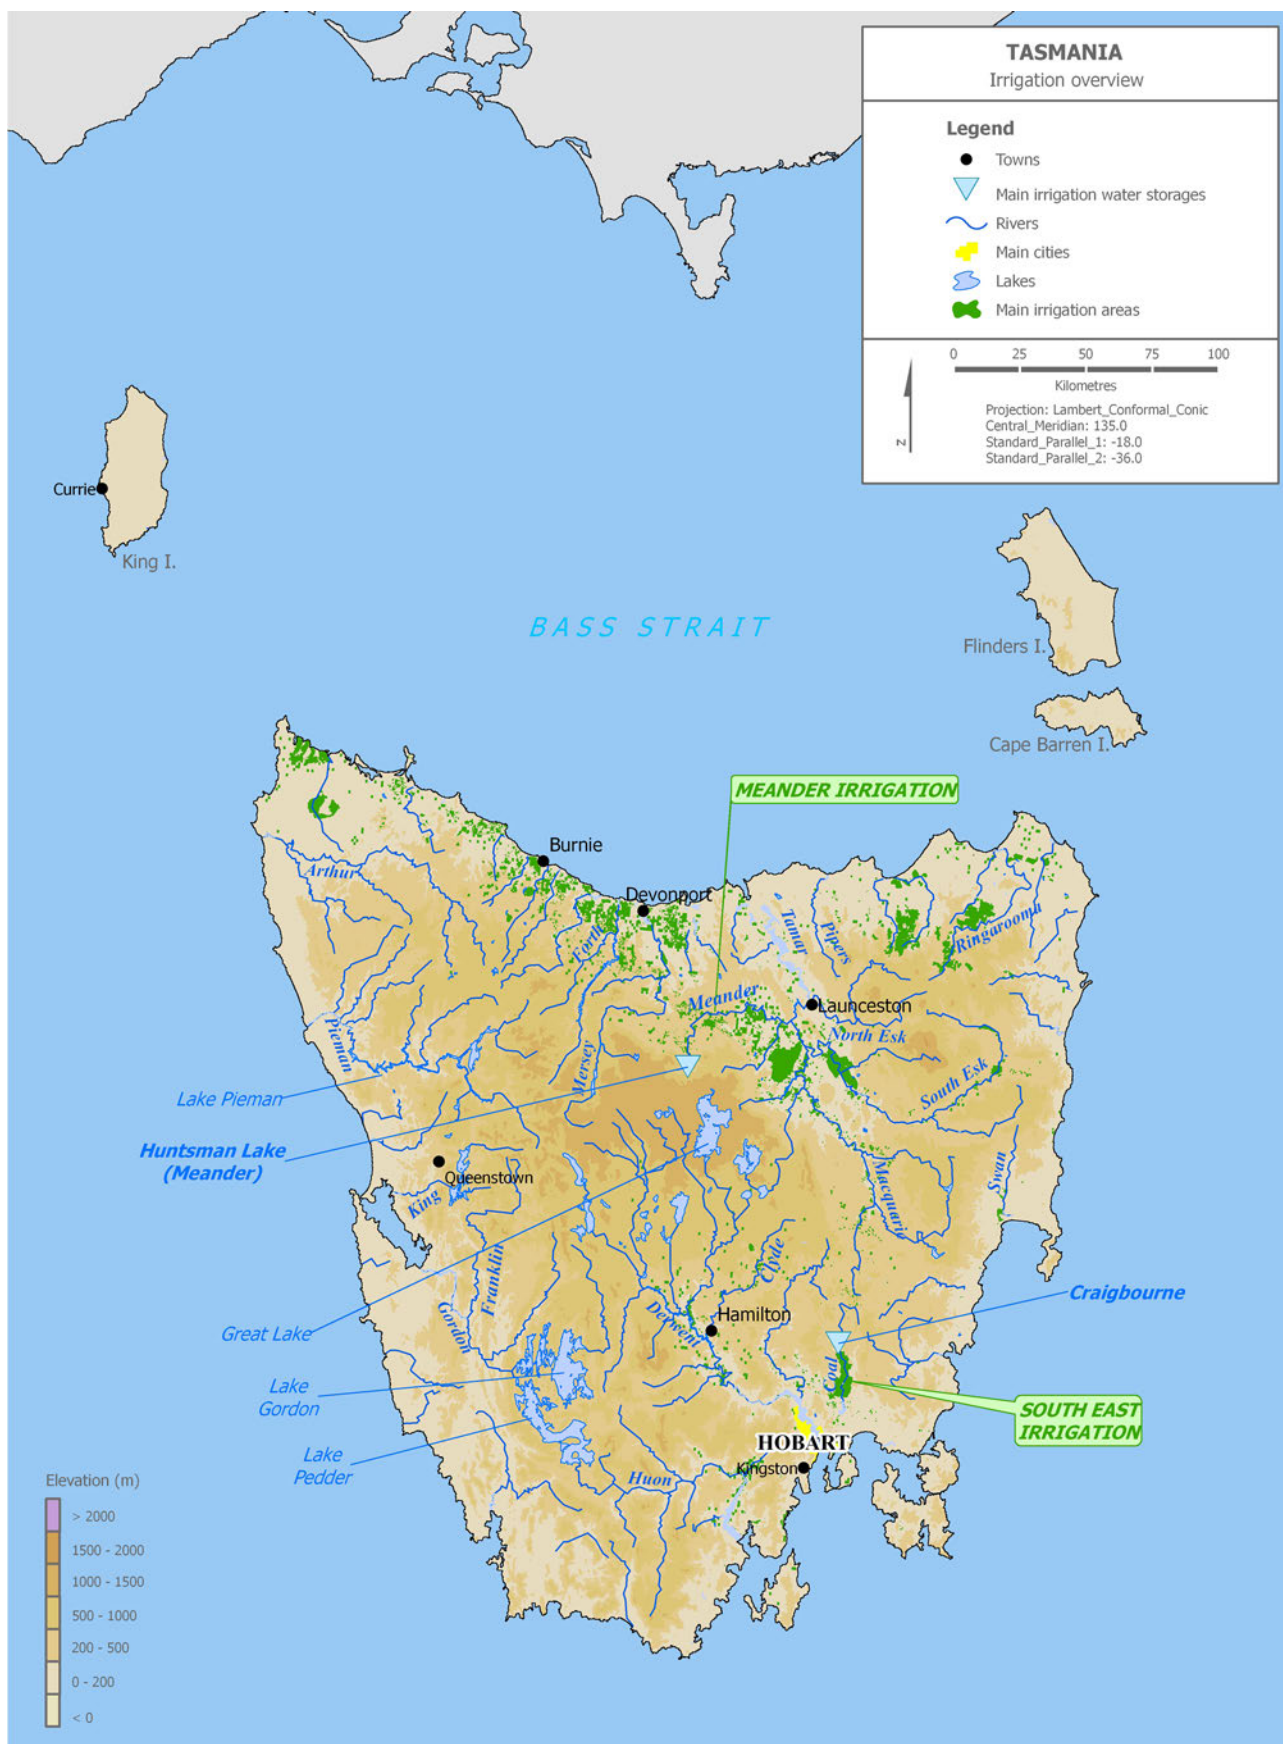 TASMANIA
Irrigation overview
Legend
Towns
Main irrigation water storages
Rivers
Main cities
Lakes
Main irrigation areas
0 25 50 75 100
Kilometres
Projection: Lambert_Conformal_Conic
Central_Meridian: 135.0
Standard_Parallel_1: -18.0
Standard_Parallel_2: -36.0
N
Currie
King I.
BASS STRAIT
Flinders I.
Cape Barren I.
MEANDER IRRIGATION
Burnie
Arthur
Devonport
Forth
Tamar
Pipers
Ringarooma
Meander
Launceston
Pieman
North Esk
Mersey
South Esk
Lake Pieman
Huntsman Lake
(Meander)
Queenstown
King
Macquarie
Swan
Franklin
Clyde
Gordon
Derwent
Hamilton
Craigbourne
Great Lake
Coal
Lake
Gordon
SOUTH EAST
IRRIGATION
Lake
Pedder
HOBART
Huon
Kingston
Elevation (m)
> 2000
1500 - 2000
1000 - 1500
500 - 1000
200 - 500
0 - 200
< 0